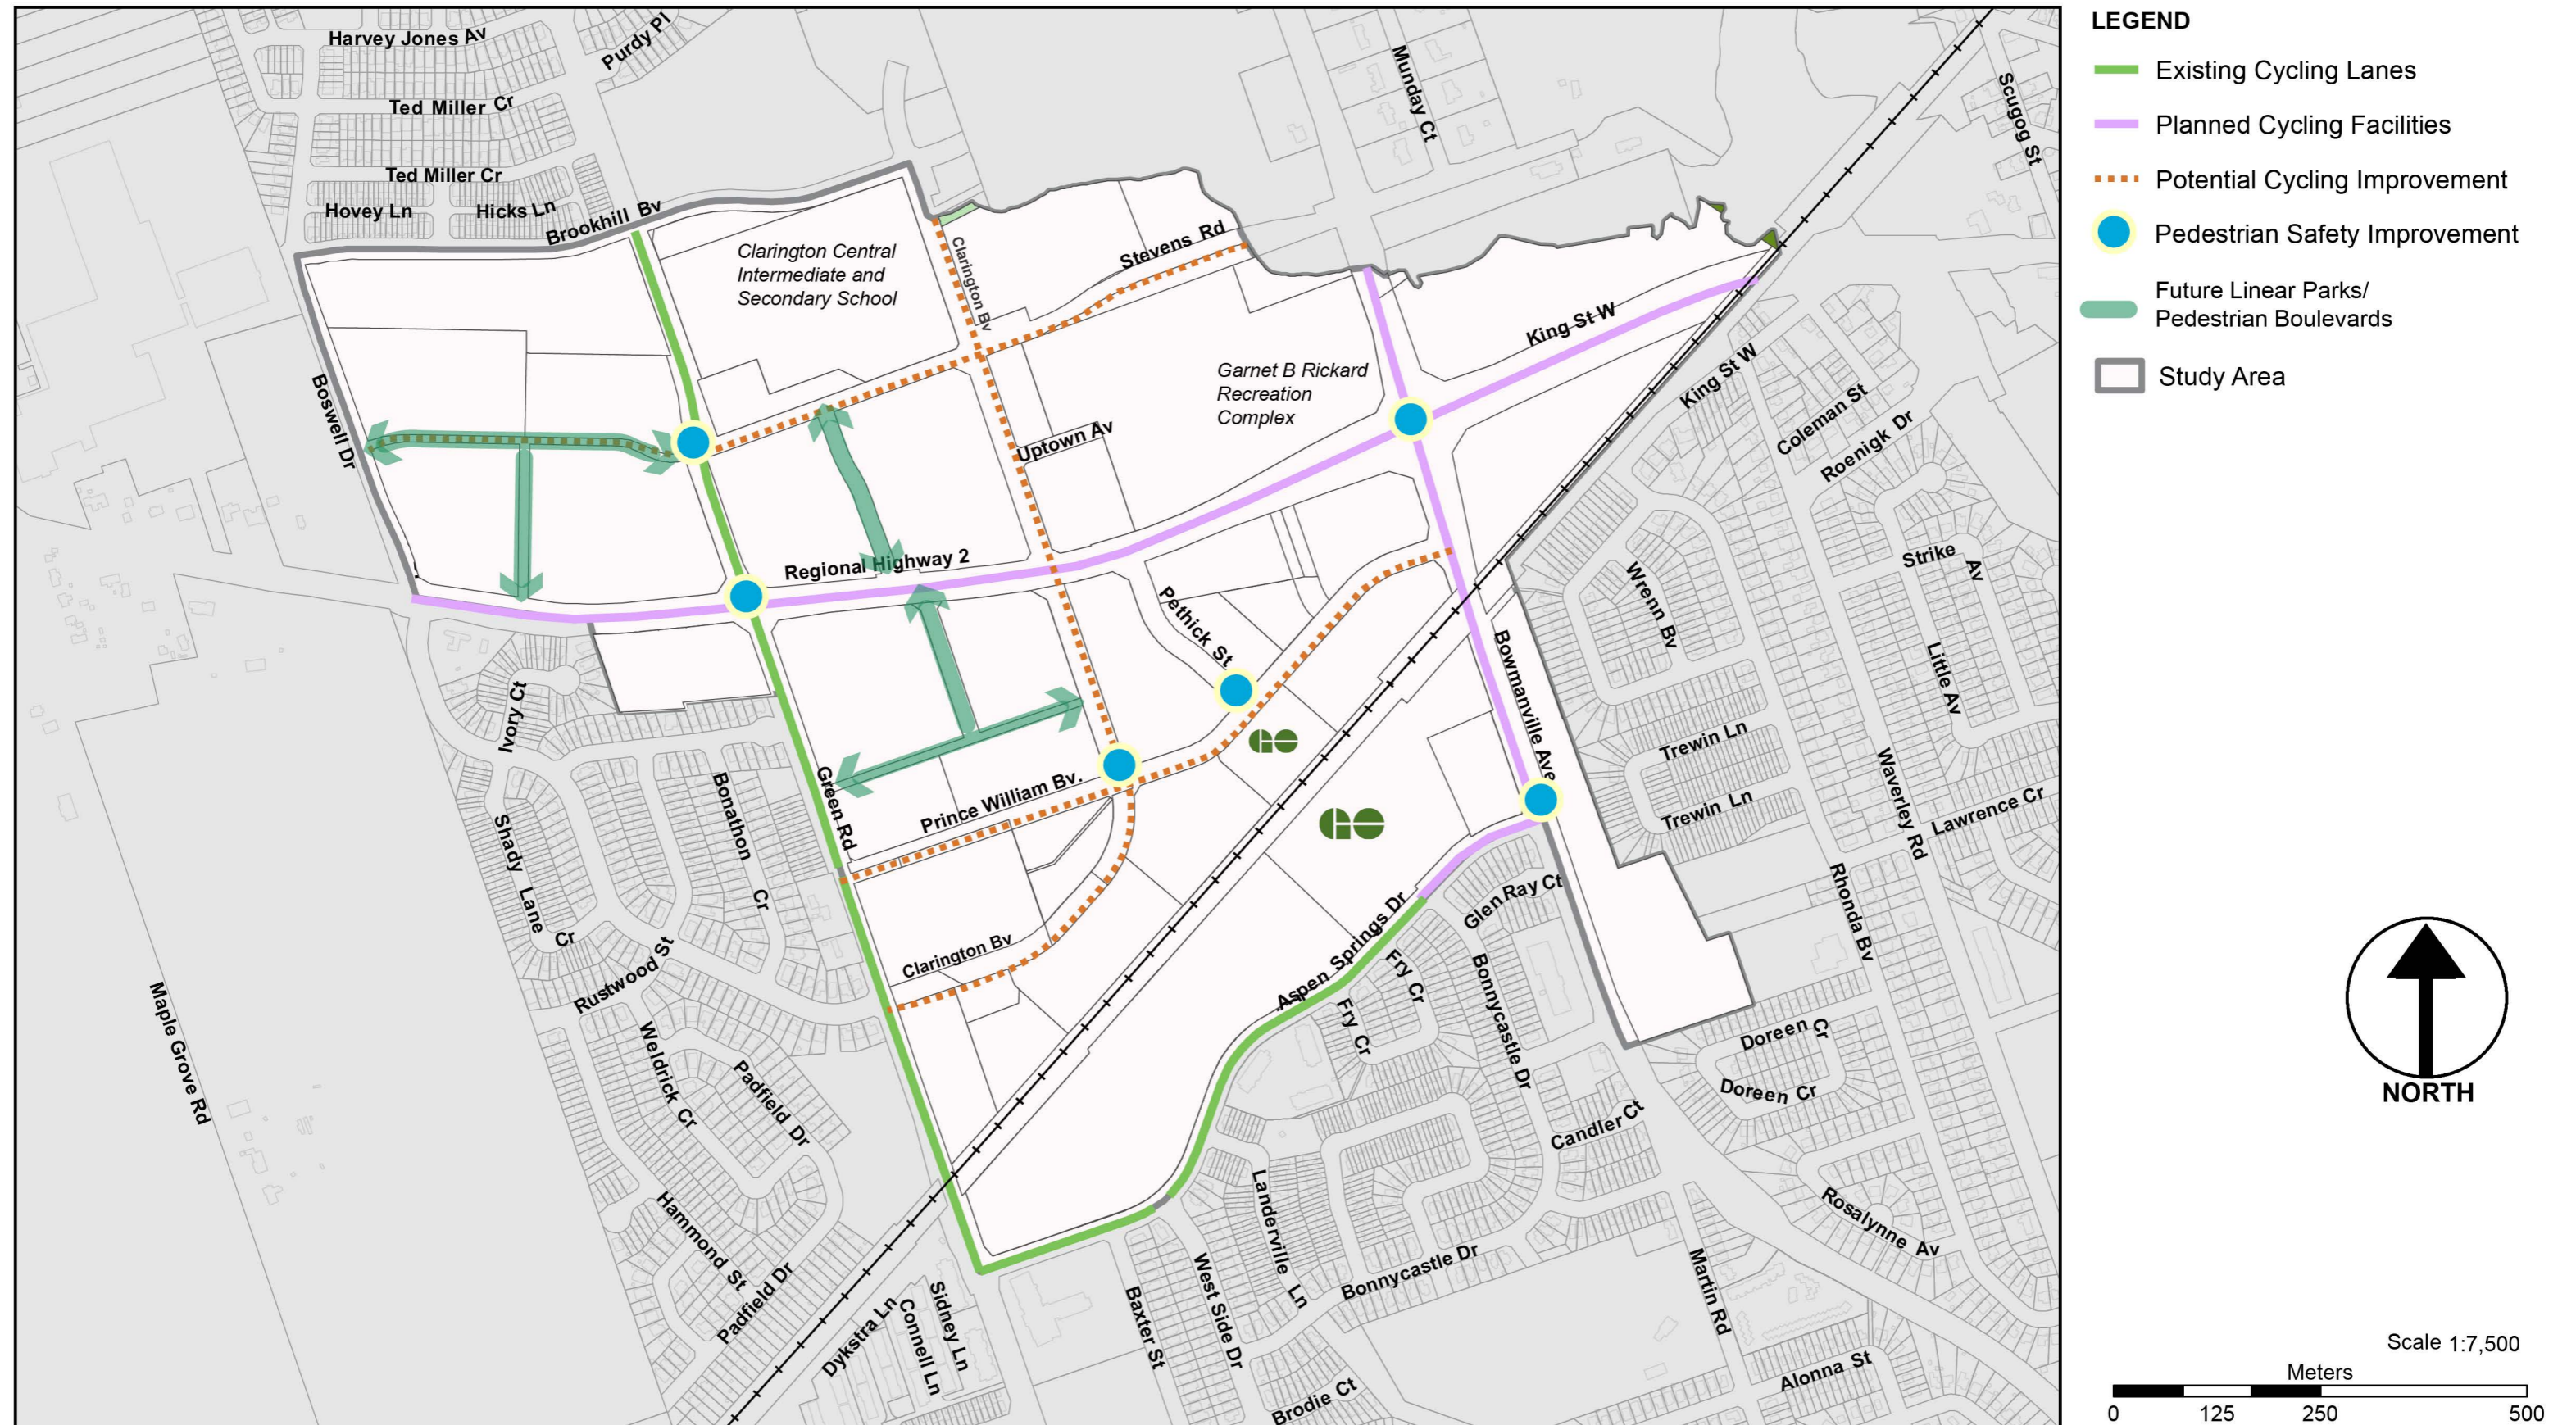 Harvey Jones Av
Purdy Pl
Ted Miller Cr
Ted Miller Cr
Hovey Ln
Hicks Ln
Brookhill Bv
Munday Ct
Scugog St
Clarington Central
Intermediate and
Secondary School
Clarington Bv
Stevens Rd
Boswell Dr
Garnet B Rickard
Recreation
Complex
King St W
King St W
Coleman St
Roenigk Dr
Uptown Av
Regional Highway 2
Strike Av
Pethick St
Wrenn Bv
Little Av
Bowmanville Ave
Ivory Ct
Trewin Ln
Trewin Ln
Waverley Rd
Lawrence Cr
GO
GO
Green Rd
Prince William Bv.
Bonathon Cr
Shady Lane Cr
Rustwood St
Clarington Bv
Glen Ray Ct
Aspen Springs Dr
Fry Cr
Fry Cr
Bonnycastle Dr
Rhonda Bv
Maple Grove Rd
Weldrick Cr
Padfield Dr
Doreen Cr
Doreen Cr
Candler Ct
Hammond St
Padfield Dr
Landerville Ln
Rosalynne Av
Bonnycastle Dr
West Side Dr
Baxter St
Martin Rd
Sidney Ln
Connell Ln
Dykstra Ln
Brodie Ct
Alonna St
LEGEND
Existing Cycling Lanes
Planned Cycling Facilities
Potential Cycling Improvement
Pedestrian Safety Improvement
Future Linear Parks/
Pedestrian Boulevards
Study Area
NORTH
Scale 1:7,500
Meters
0 125 250 500